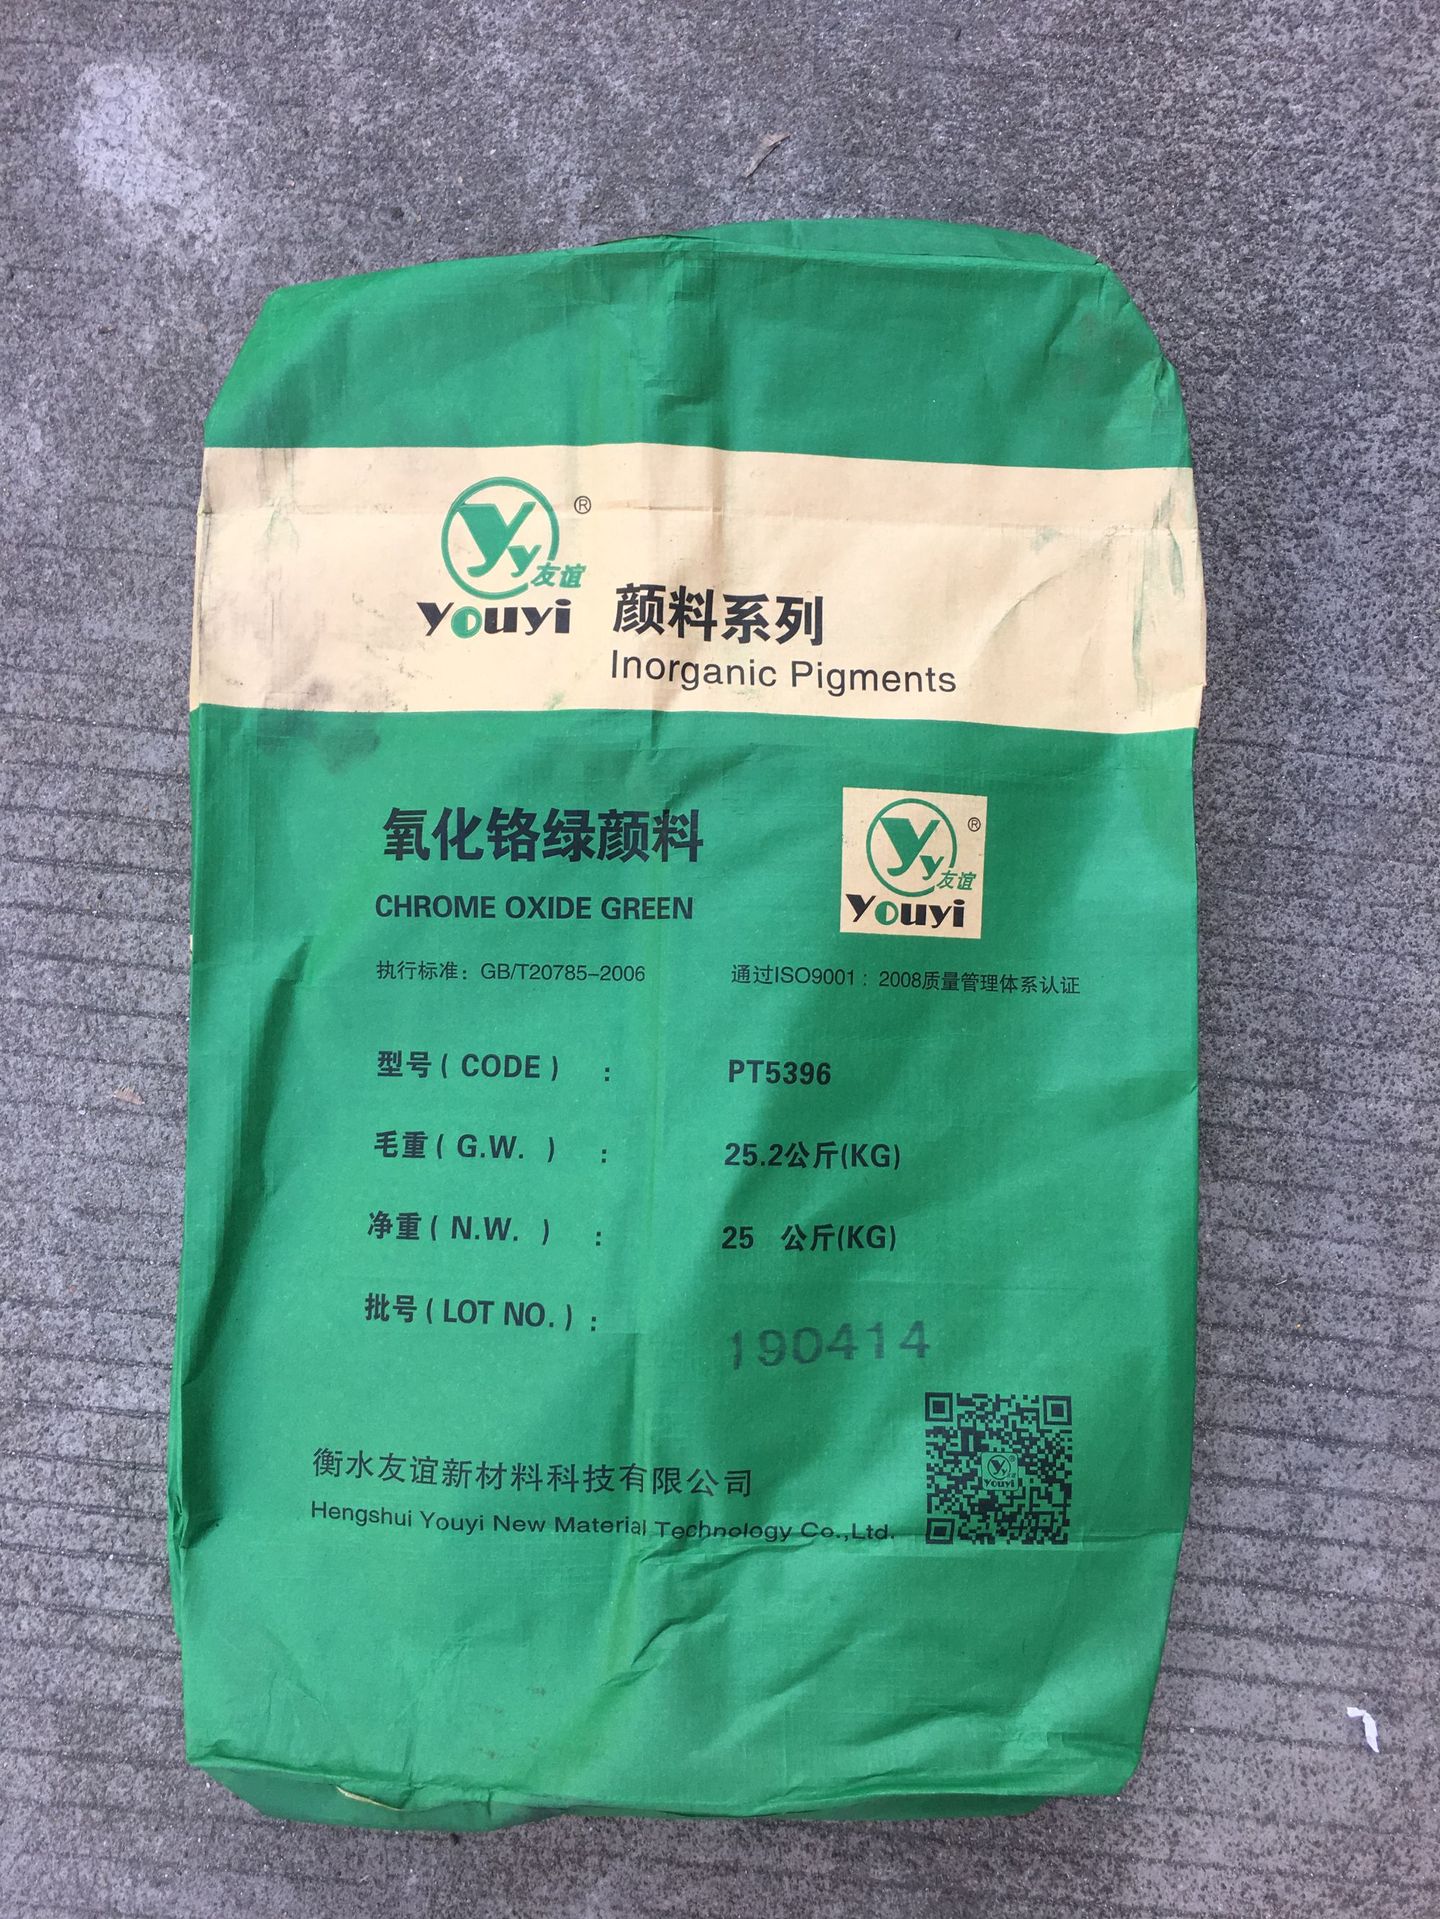 Yy友谊®
youyi
颜料系列
Inorganic Pigments
氧化铬绿颜料
CHROME OXIDE GREEN
Yy友谊®
youyi
执行标准：GB/T20785-2006
通过ISO9001：2008质量管理体系认证
型号（CODE）：PT5396
毛重（G.W.）：25.2公斤(KG)
净重（N.W.）：25 公斤(KG)
批号（LOT NO.）：190414
衡水友谊新材料科技有限公司
Hengshui Youyi New Material Technology Co.,Ltd.
Yy
youyi